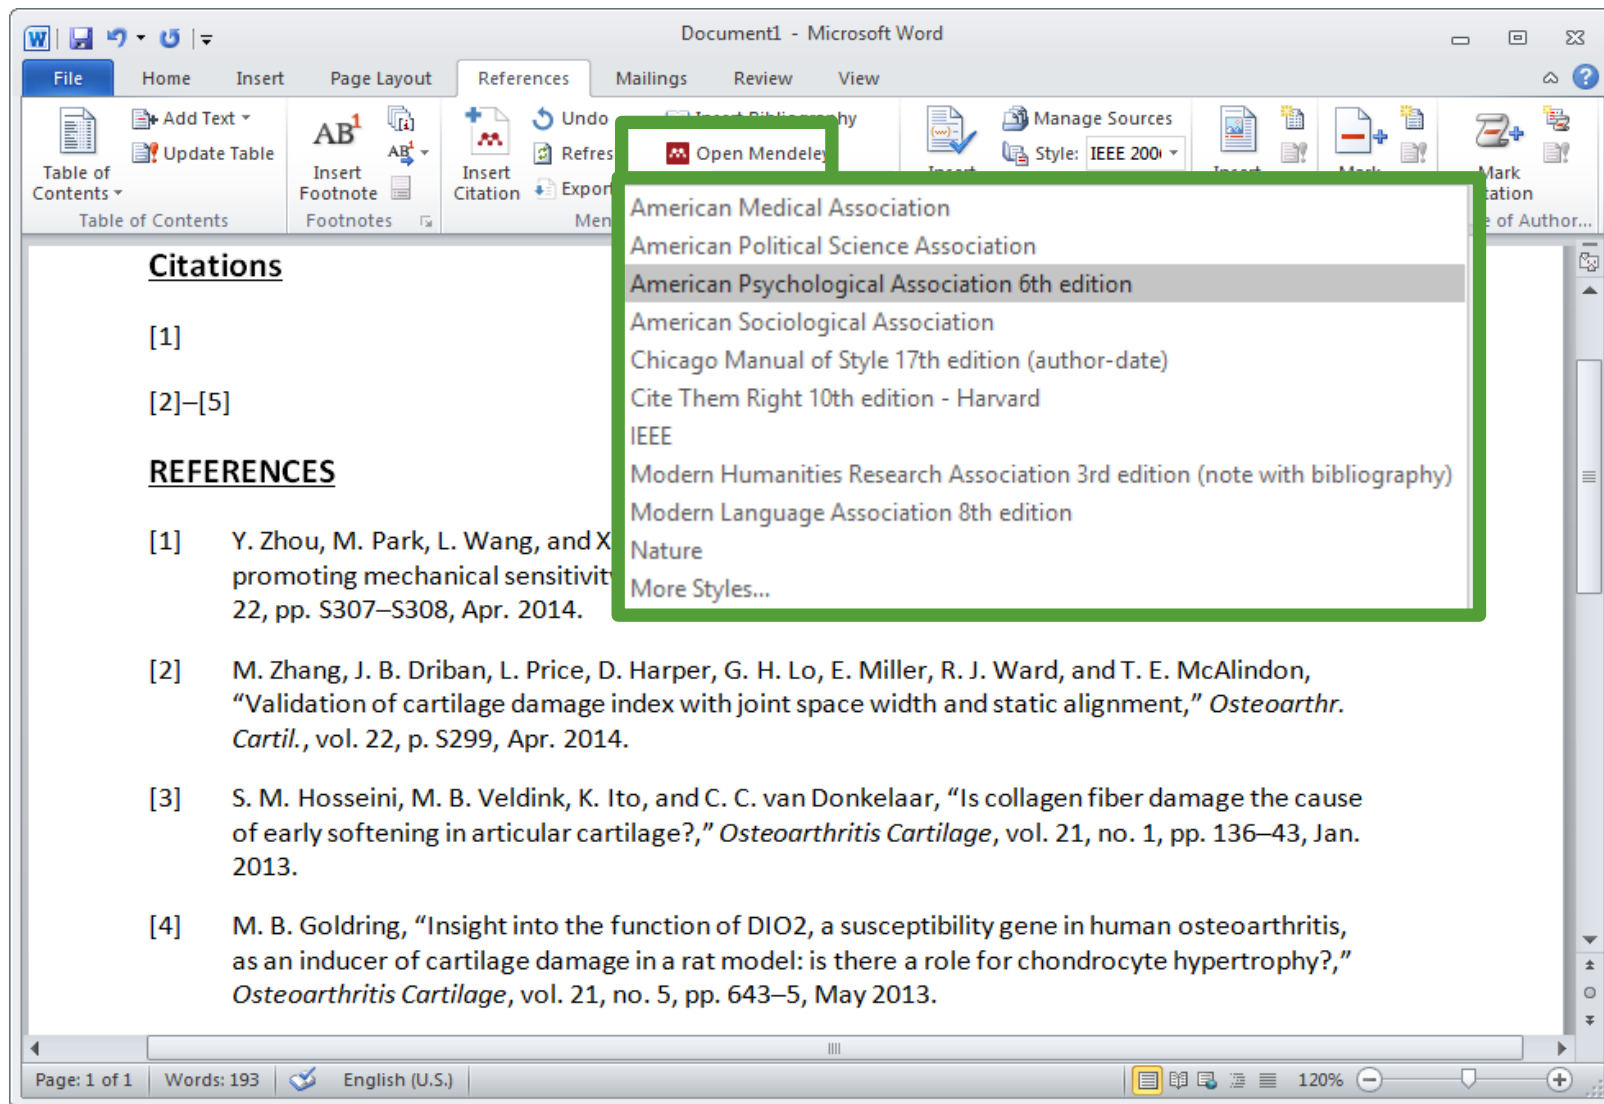 Document1 - Microsoft Word
File Home Insert Page Layout References Mailings Review View
Table of Contents
Add Text
Update Table
Table of Contents
AB1
Insert Footnote
AB1
Footnotes
Insert Citation
Undo
Refres
Export
Open Mendeley
Manage Sources
Style: IEEE 200
Mark
tation
e of Author...
American Medical Association
American Political Science Association
American Psychological Association 6th edition
American Sociological Association
Chicago Manual of Style 17th edition (author-date)
Cite Them Right 10th edition - Harvard
IEEE
Modern Humanities Research Association 3rd edition (note with bibliography)
Modern Language Association 8th edition
Nature
More Styles...
Citations
[1]
[2]–[5]
REFERENCES
[1] Y. Zhou, M. Park, L. Wang, and X
promoting mechanical sensitivity
22, pp. S307–S308, Apr. 2014.
[2] M. Zhang, J. B. Driban, L. Price, D. Harper, G. H. Lo, E. Miller, R. J. Ward, and T. E. McAlindon,
“Validation of cartilage damage index with joint space width and static alignment,” Osteoarthr.
Cartil., vol. 22, p. S299, Apr. 2014.
[3] S. M. Hosseini, M. B. Veldink, K. Ito, and C. C. van Donkelaar, “Is collagen fiber damage the cause
of early softening in articular cartilage?,” Osteoarthritis Cartilage, vol. 21, no. 1, pp. 136–43, Jan.
2013.
[4] M. B. Goldring, “Insight into the function of DIO2, a susceptibility gene in human osteoarthritis,
as an inducer of cartilage damage in a rat model: is there a role for chondrocyte hypertrophy?,”
Osteoarthritis Cartilage, vol. 21, no. 5, pp. 643–5, May 2013.
Page: 1 of 1 Words: 193 English (U.S.) 120%